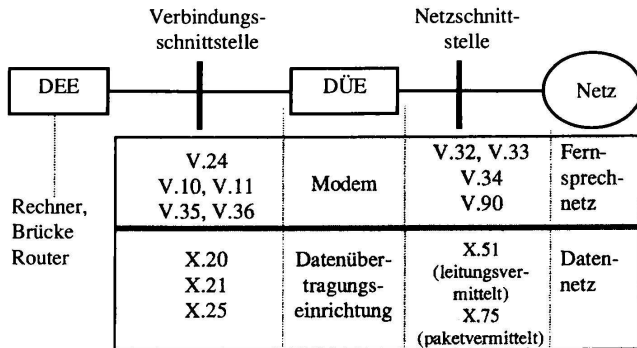 Verbindungs-
schnittstelle
Netzschnitt-
stelle
DEE
DÜE
Netz
Rechner,
Brücke
Router
V.24
V.10, V.11
V.35, V.36
Modem
V.32, V.33
V.34
V.90
Fern-
sprech-
netz
X.20
X.21
X.25
Datenüber-
tragungs-
einrichtung
X.51
(leitungsver-
mittelt)
X.75
(paketvermittelt)
Daten-
netz